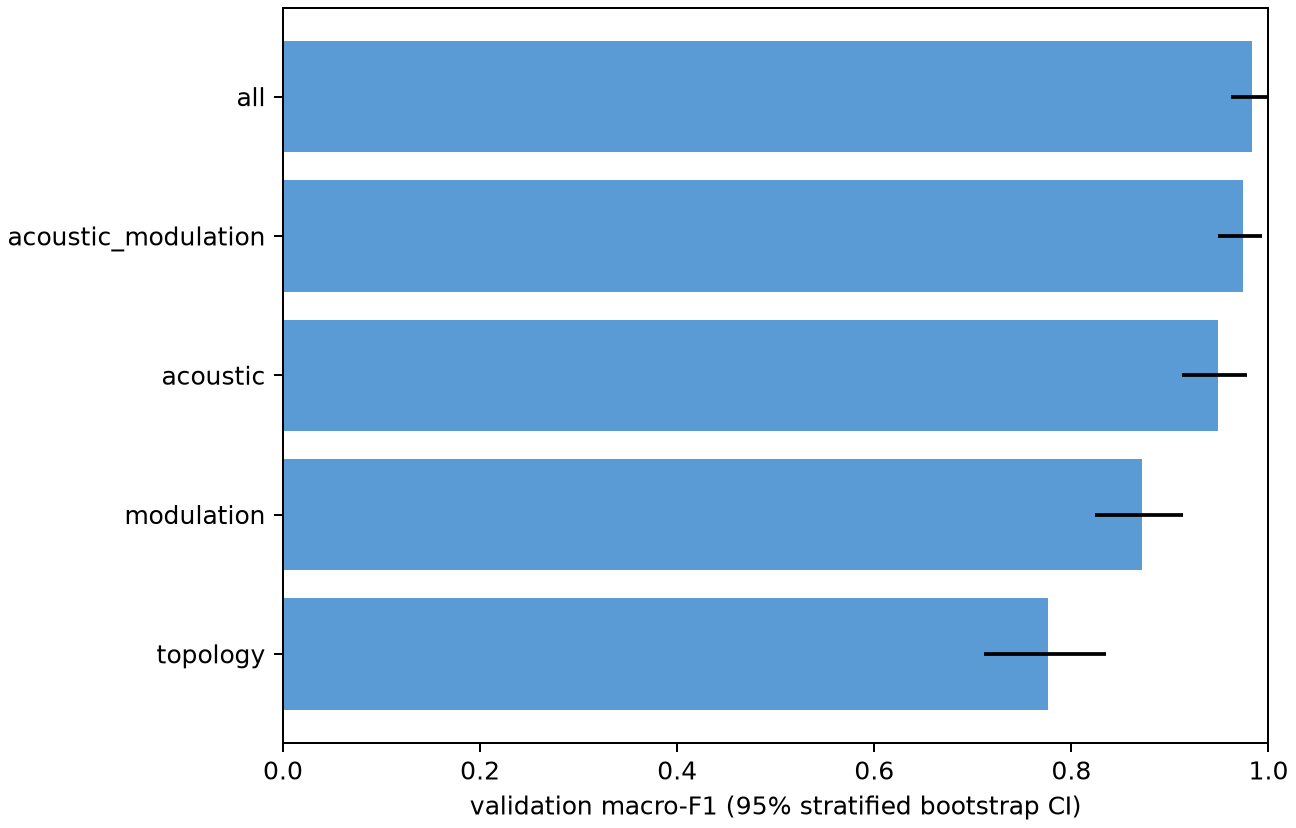 all
acoustic_modulation
acoustic
modulation
topology
0.0 0.2 0.4 0.6 0.8 1.0
validation macro-F1 (95% stratified bootstrap CI)